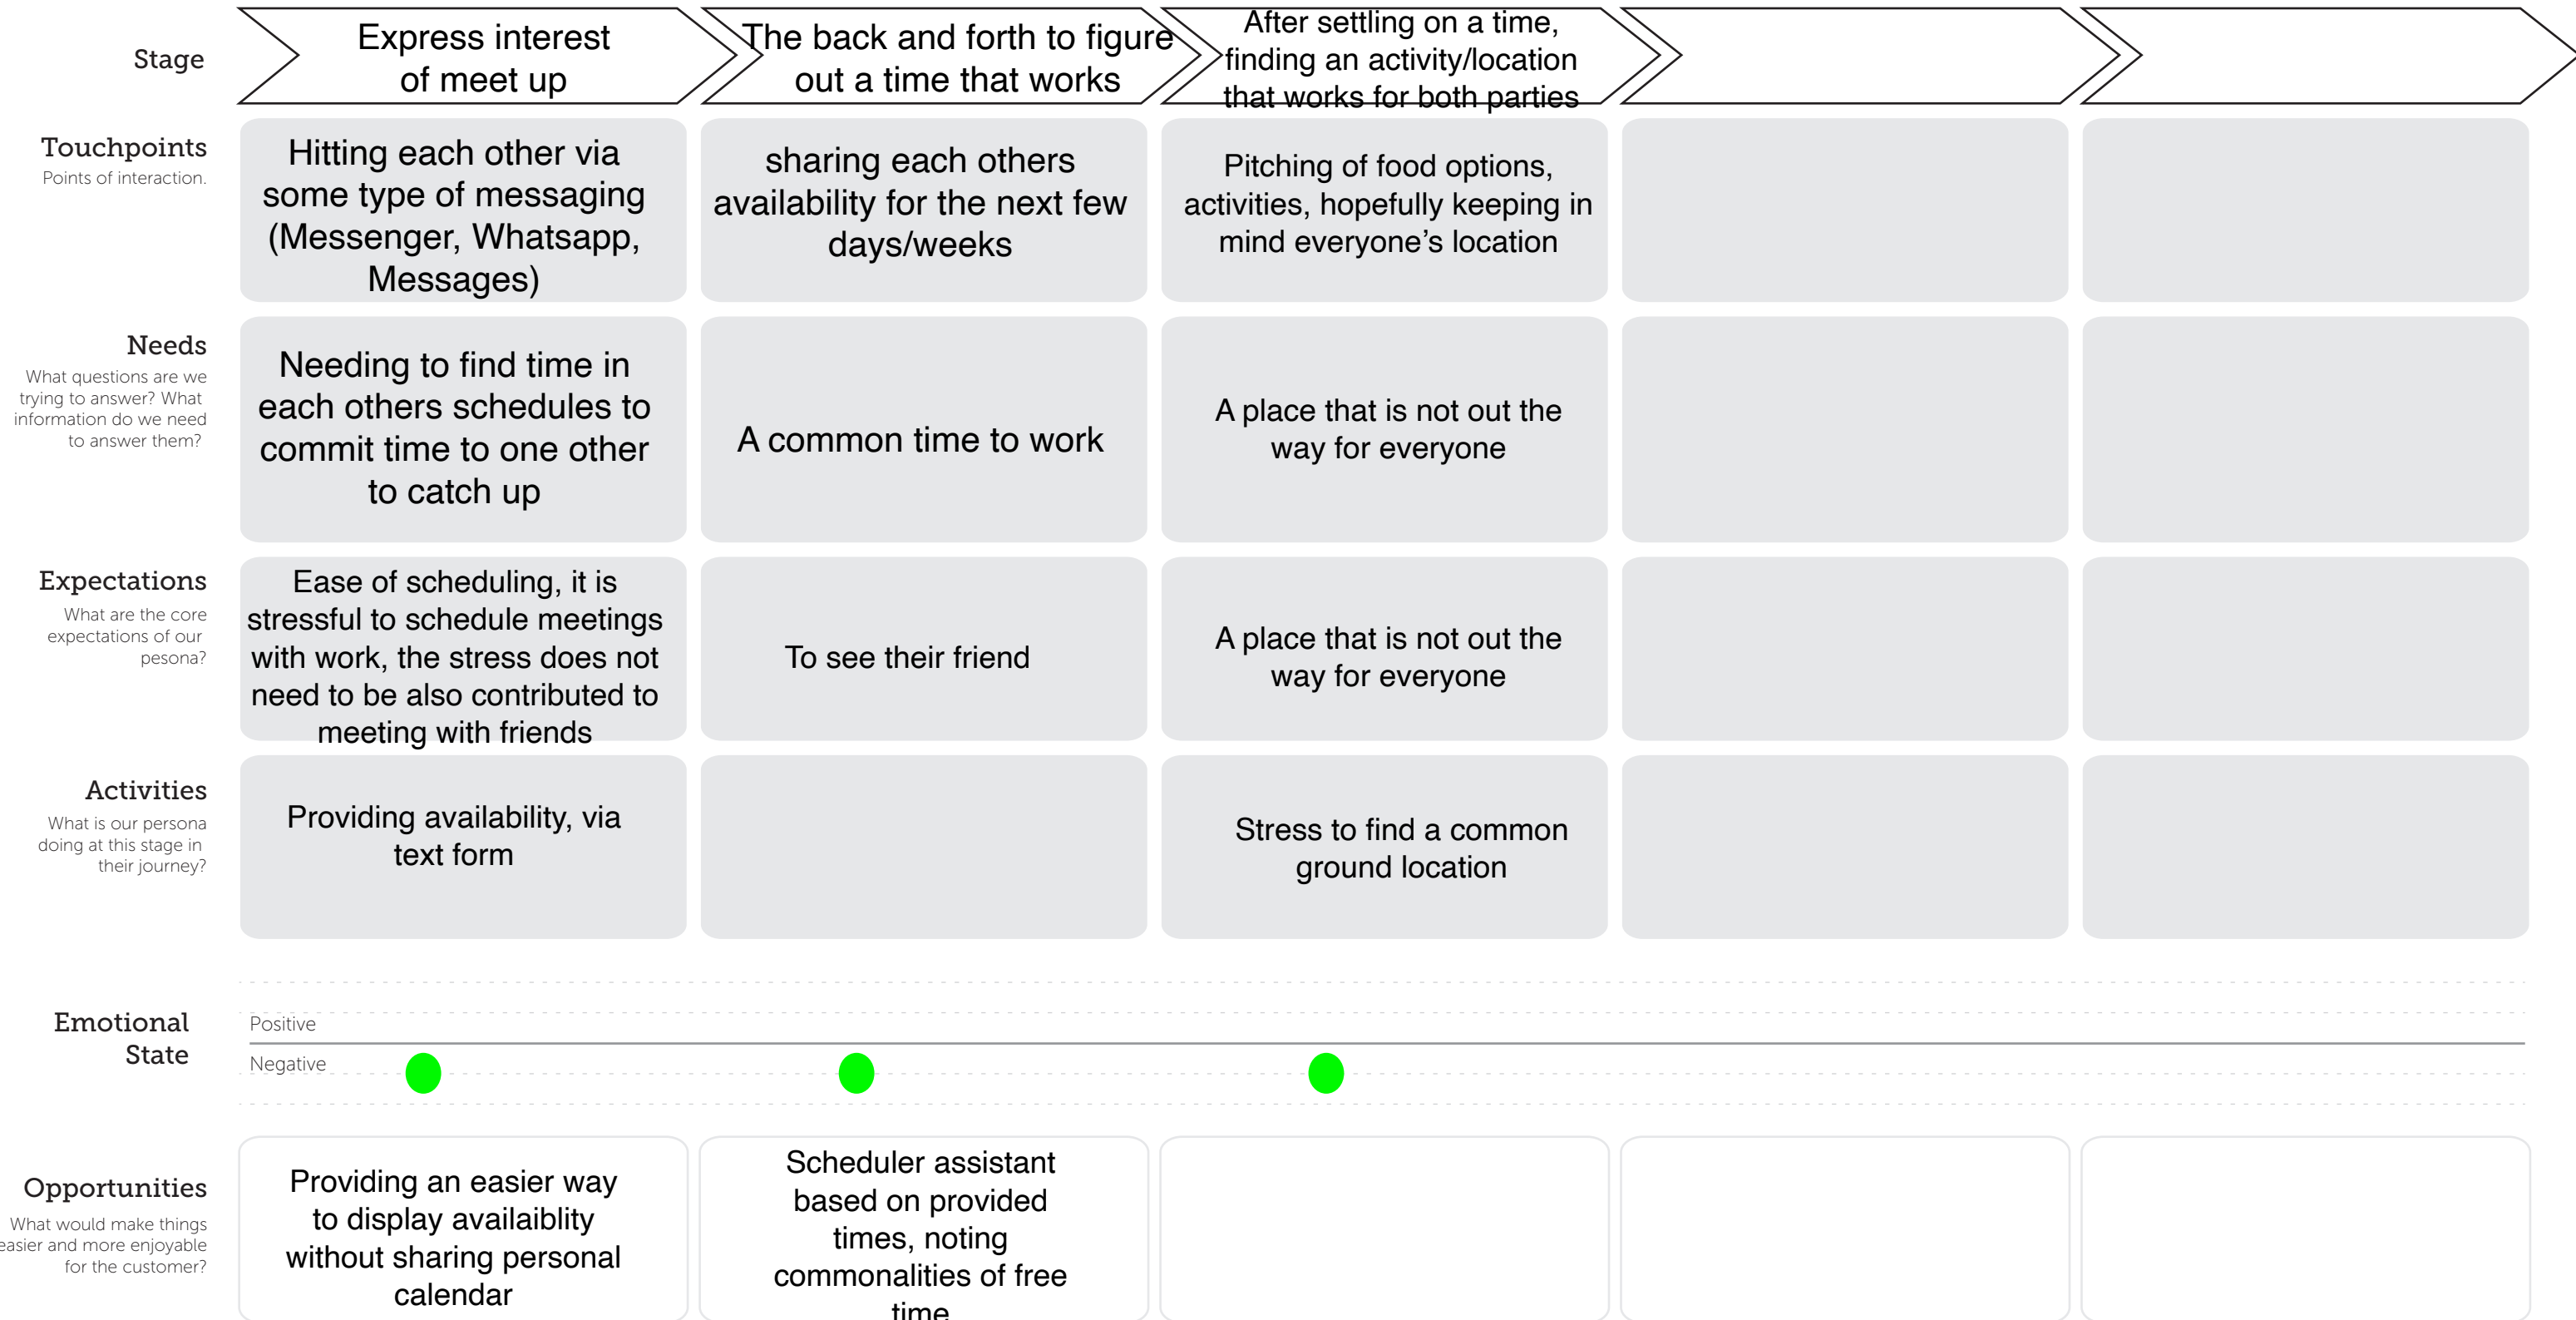 Stage
Express interest
of meet up
The back and forth to figure
out a time that works
After settling on a time,
finding an activity/location
that works for both parties
Touchpoints
Points of interaction.
Hitting each other via
some type of messaging
(Messenger, Whatsapp,
Messages)
sharing each others
availability for the next few
days/weeks
Pitching of food options,
activities, hopefully keeping in
mind everyone’s location
Needs
What questions are we
trying to answer? What
information do we need
to answer them?
Needing to find time in
each others schedules to
commit time to one other
to catch up
A common time to work
A place that is not out the
way for everyone
Expectations
What are the core
expectations of our
pesona?
Ease of scheduling, it is
stressful to schedule meetings
with work, the stress does not
need to be also contributed to
meeting with friends
To see their friend
A place that is not out the
way for everyone
Activities
What is our persona
doing at this stage in
their journey?
Providing availability, via
text form
Stress to find a common
ground location
Emotional
State
Positive
Negative
Opportunities
What would make things
easier and more enjoyable
for the customer?
Providing an easier way
to display availaiblity
without sharing personal
calendar
Scheduler assistant
based on provided
times, noting
commonalities of free
time